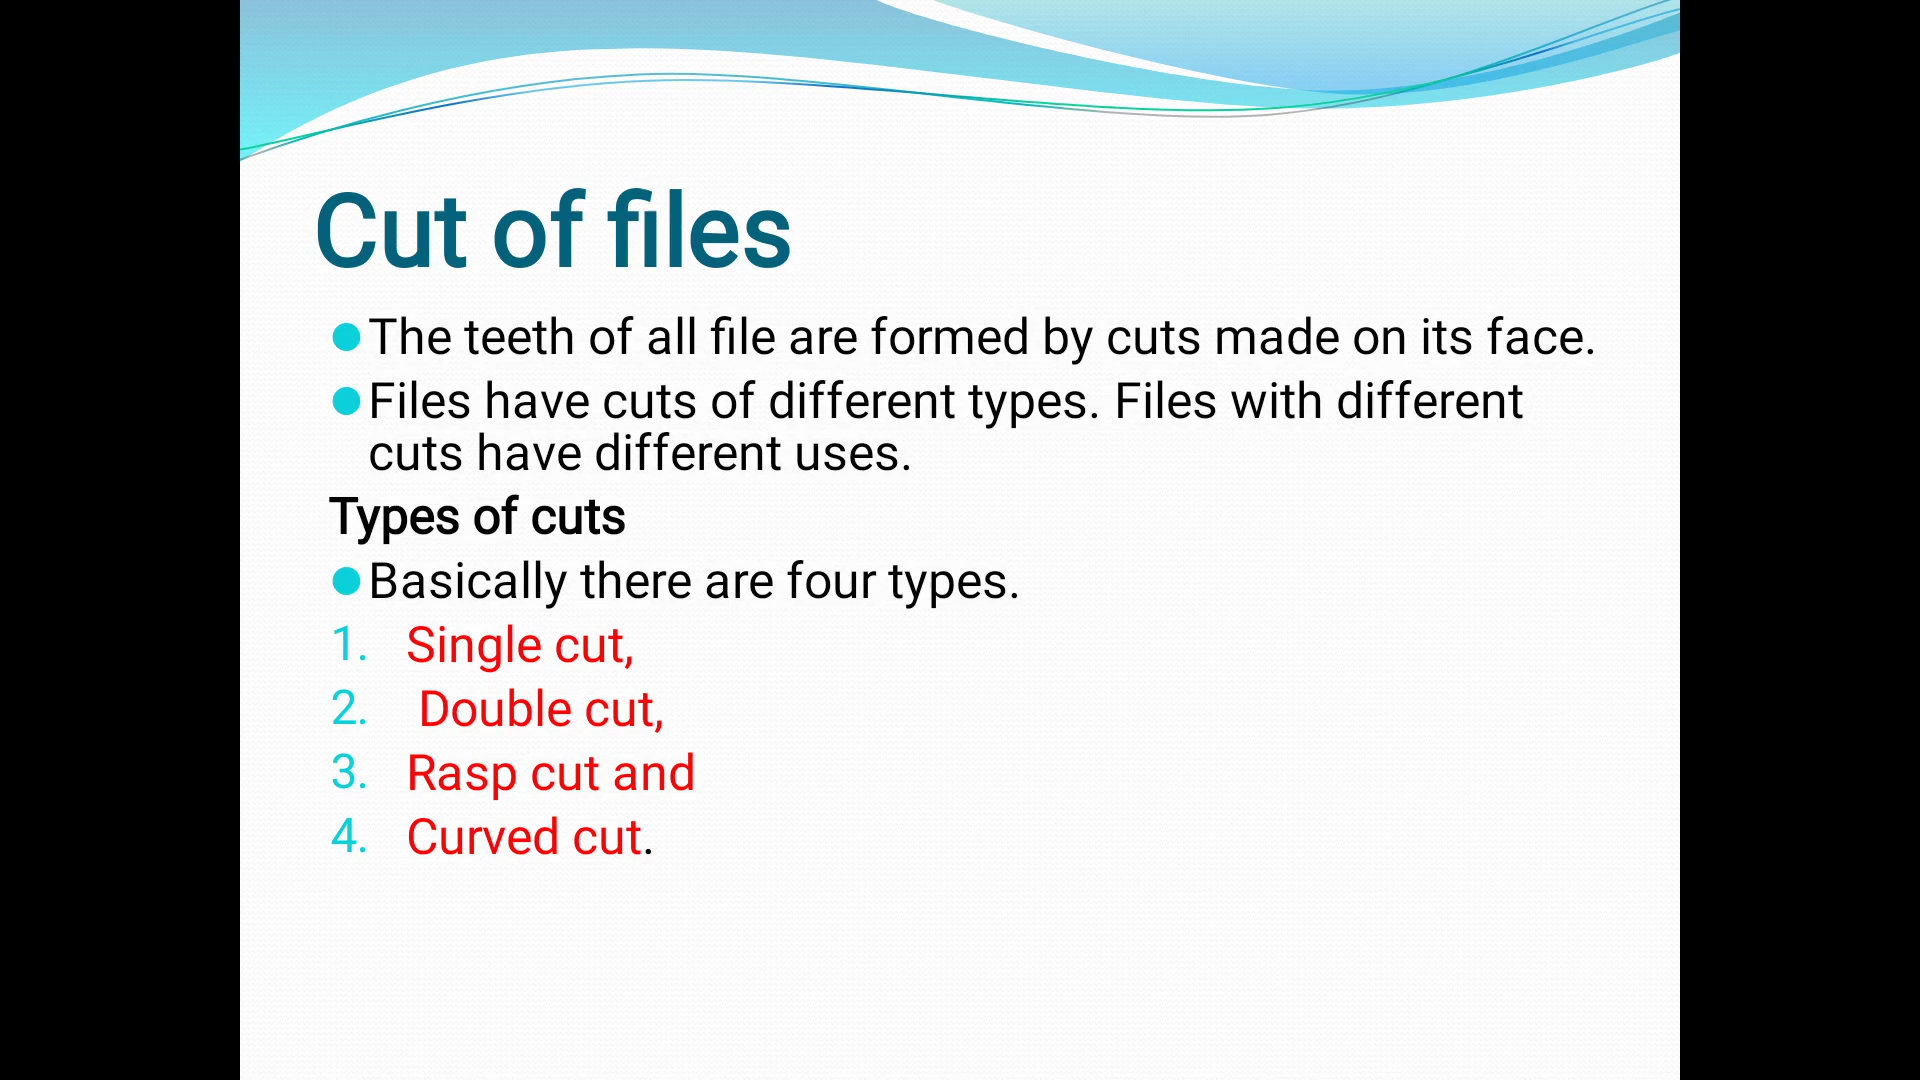 Cut of files
The teeth of all file are formed by cuts made on its face.
Files have cuts of different types. Files with different
cuts have different uses.
Types of cuts
Basically there are four types.
1. Single cut,
2. Double cut,
3. Rasp cut and
4. Curved cut.